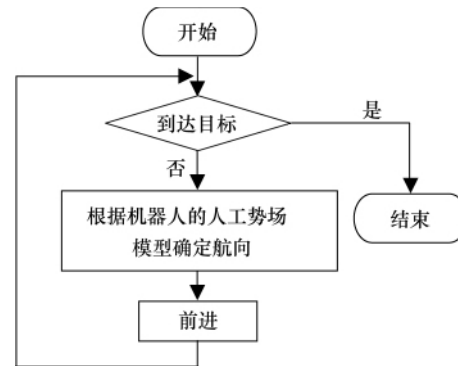 开始
到达目标
是
否
根据机器人的人工势场
模型确定航向
结束
前进